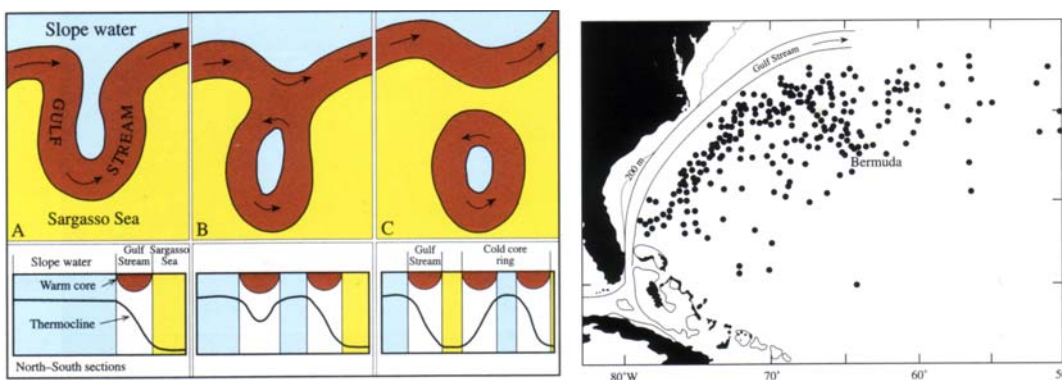 Slope water
GULF
STREAM
Sargasso Sea
A
B
C
Slope water
Gulf
Stream
Sargasso
Sea
Warm core
Thermocline
North–South sections
Gulf
Stream
Cold core
ring
Gulf Stream
200 m
Bermuda
80°W
70°
60°